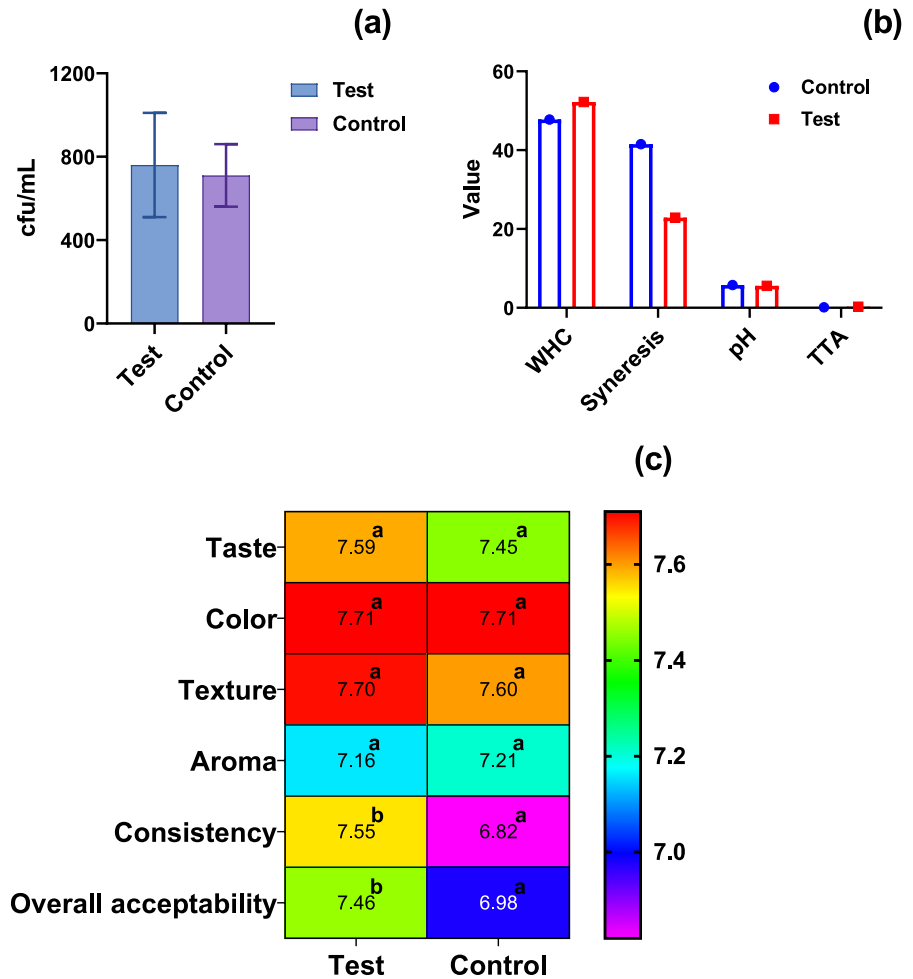 (a)
1200
800
400
0
cfu/mL
Test
Control
Test
Control
(b)
60
40
20
0
Value
Control
Test
WHC
Syneresis
pH
TTA
(c)
Taste
7.59 a
7.45 a
Color
7.71 a
7.71 a
Texture
7.70 a
7.60 a
Aroma
7.16 a
7.21 a
Consistency
7.55 b
6.82 a
Overall acceptability
7.46 b
6.98 a
Test
Control
7.6
7.4
7.2
7.0